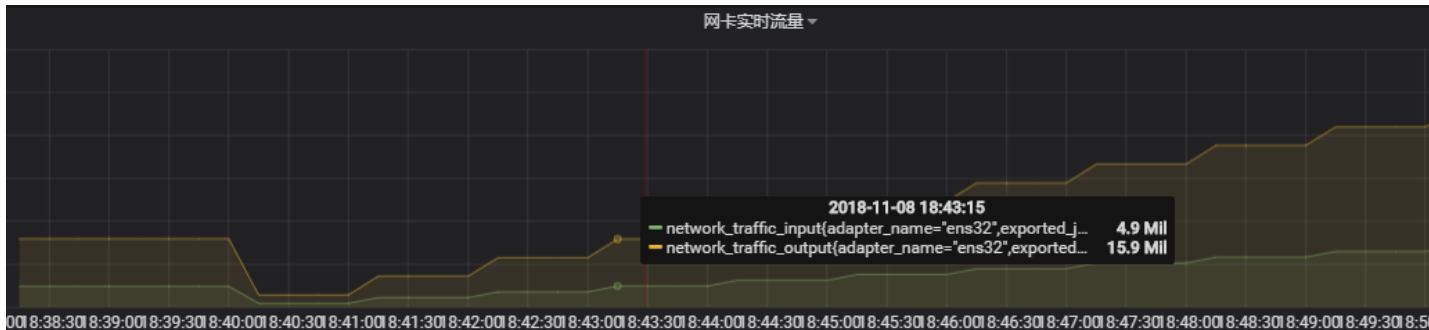 网卡实时流量
2018-11-08 18:43:15
network_traffic_input{adapter_name="ens32",exported_j... 4.9 Mil
network_traffic_output{adapter_name="ens32",exported... 15.9 Mil
00 18:38:30 18:39:00 18:39:30 18:40:00 18:40:30 18:41:00 18:41:30 18:42:00 18:42:30 18:43:00 18:43:30 18:44:00 18:44:30 18:45:00 18:45:30 18:46:00 18:46:30 18:47:00 18:47:30 18:48:00 18:48:30 18:49:00 18:49:30 18:5